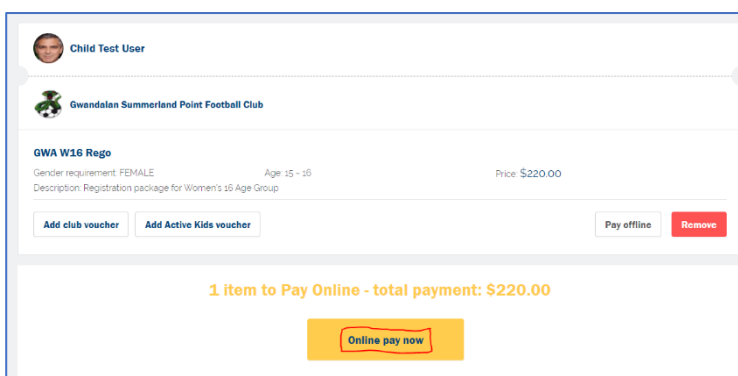 Child Test User
Gwandalan Summerland Point Football Club
GWA W16 Rego
Gender requirement: FEMALE Age: 15 - 16 Price: $220.00
Description: Registration package for Women's 16 Age Group
Add club voucher Add Active Kids voucher Pay offline Remove
1 item to Pay Online - total payment: $220.00
Online pay now